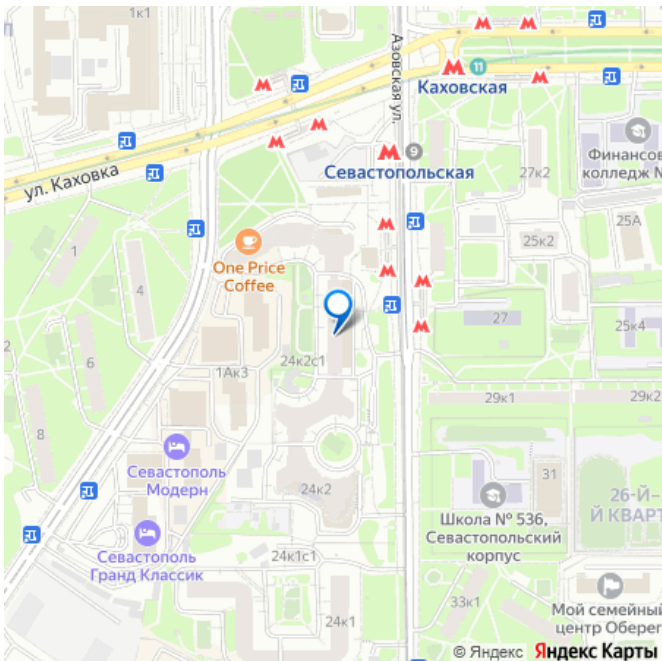 1к1
Азовская ул.
11
Каховская
9
Севастопольская
ул. Каховка
Финансов
колледж №
27к2
25А
25к2
1
4
One Price
Coffee
27
25к4
6
24к2с1
1Ак3
29к1
29к2
8
Севастополь
Модерн
24к2
31
26-Й-
Й КВАРТ
Школа № 536,
Севастопольский
корпус
Севастополь
Гранд Классик
24к1с1
33к1
24к1
Мой семейный
центр Оберег
© Яндекс Яндекс Карты